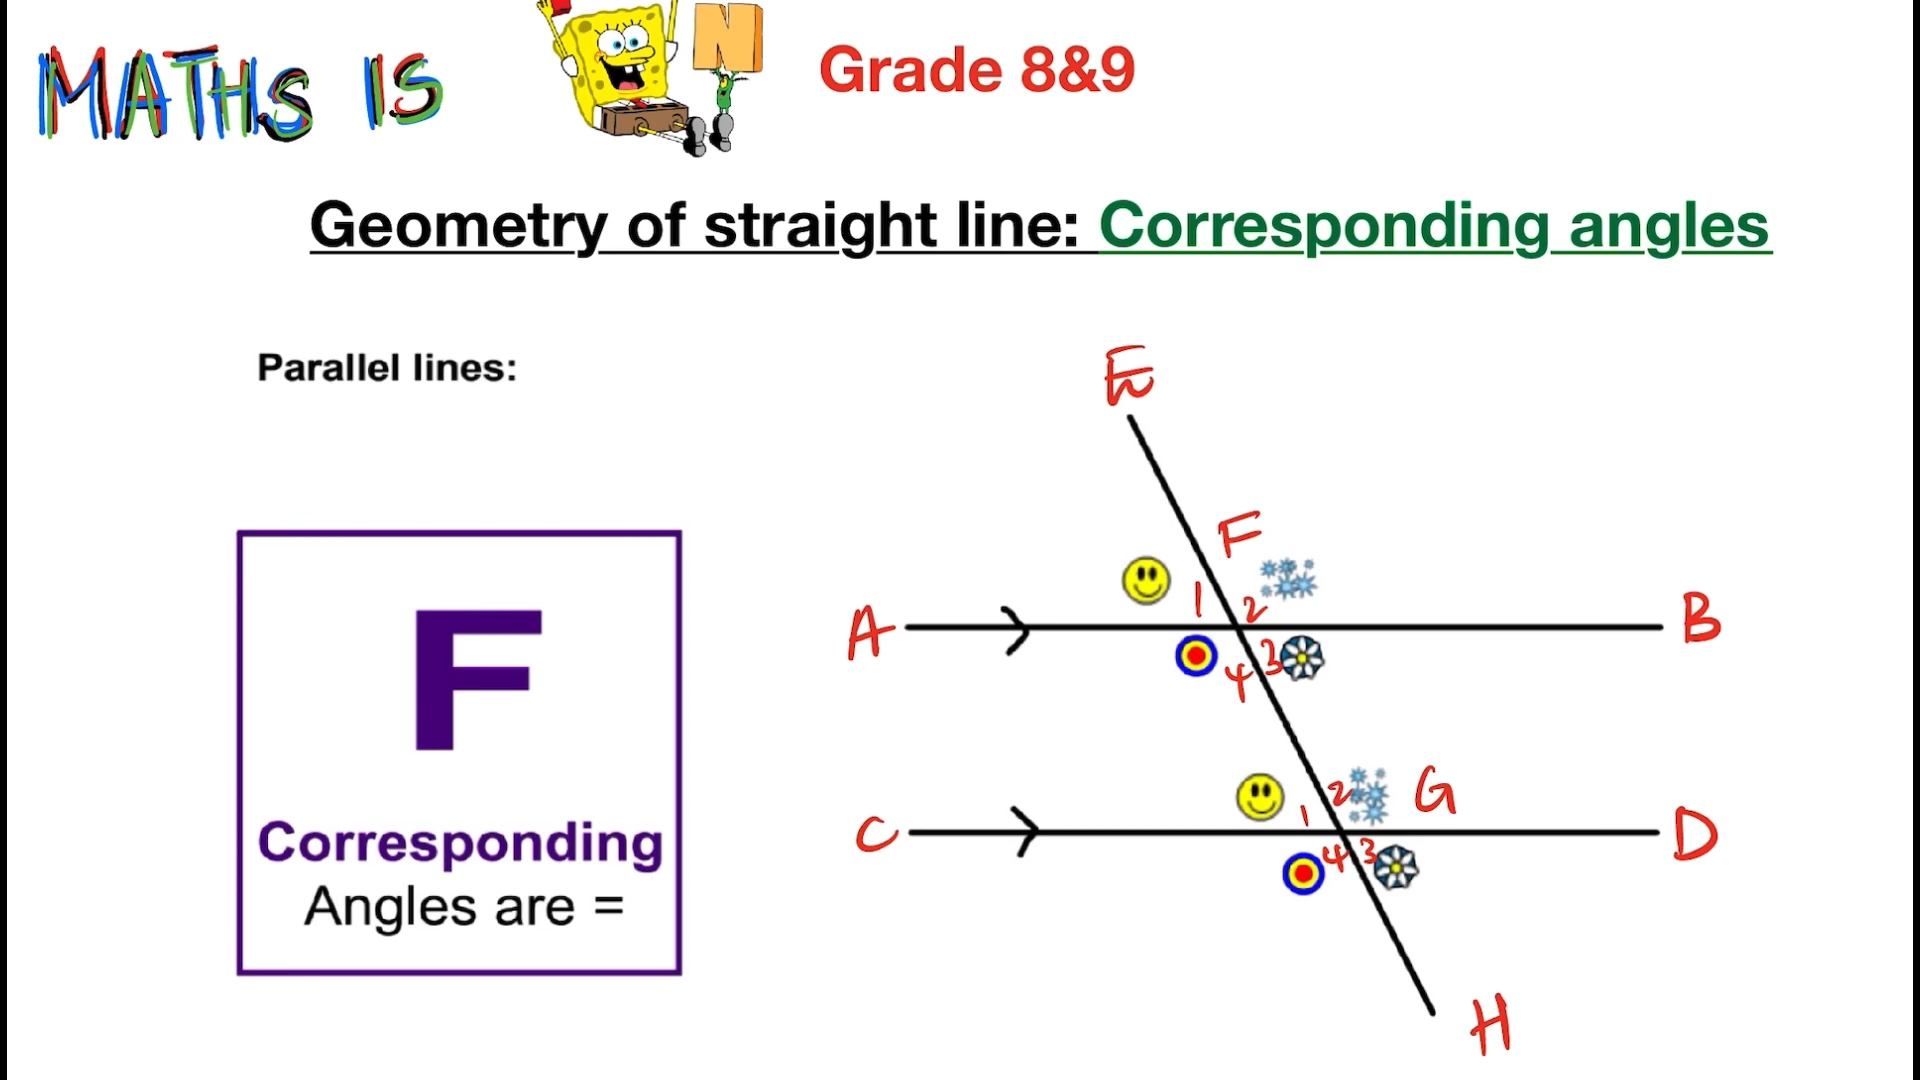 MATHS IS
N
Grade 8&9
Geometry of straight line: Corresponding angles
Parallel lines:
E
F
1 2
A B
4 3
F
2 G
1
C D
4 3
Corresponding
Angles are =
H